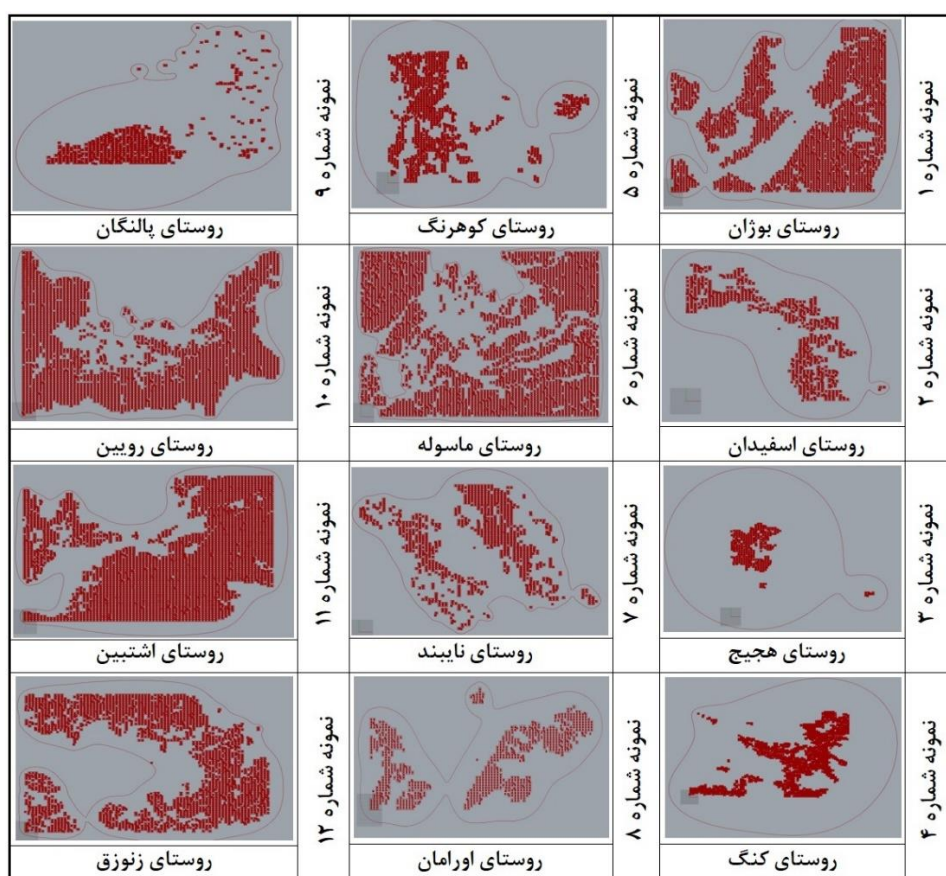 نمونه شماره ۱
روستای بوژان
نمونه شماره ۵
روستای کوهرنگ
نمونه شماره ۹
روستای پالنگان
نمونه شماره ۲
روستای اسفیدان
نمونه شماره ۶
روستای ماسوله
نمونه شماره ۱۰
روستای رویین
نمونه شماره ۳
روستای هجیج
نمونه شماره ۷
روستای نایبند
نمونه شماره ۱۱
روستای اشتبین
نمونه شماره ۴
روستای کنگ
نمونه شماره ۸
روستای اورامان
نمونه شماره ۱۲
روستای زنوزق